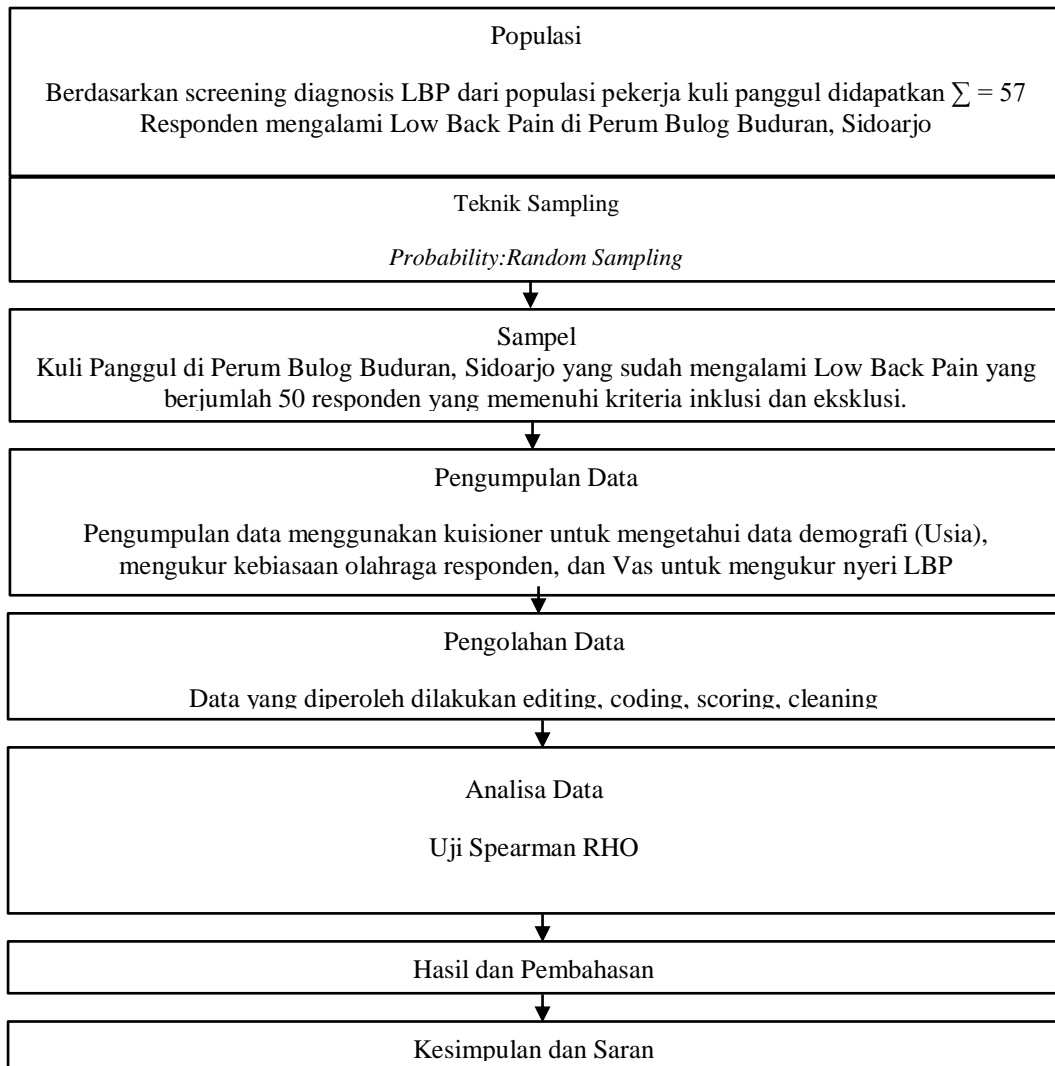 Populasi
Berdasarkan screening diagnosis LBP dari populasi pekerja kuli panggul didapatkan ∑ = 57
Responden mengalami Low Back Pain di Perum Bulog Buduran, Sidoarjo
Teknik Sampling
Probability:Random Sampling
Sampel
Kuli Panggul di Perum Bulog Buduran, Sidoarjo yang sudah mengalami Low Back Pain yang
berjumlah 50 responden yang memenuhi kriteria inklusi dan eksklusi.
Pengumpulan Data
Pengumpulan data menggunakan kuisioner untuk mengetahui data demografi (Usia),
mengukur kebiasaan olahraga responden, dan Vas untuk mengukur nyeri LBP
Pengolahan Data
Data yang diperoleh dilakukan editing, coding, scoring, cleaning
Analisa Data
Uji Spearman RHO
Hasil dan Pembahasan
Kesimpulan dan Saran